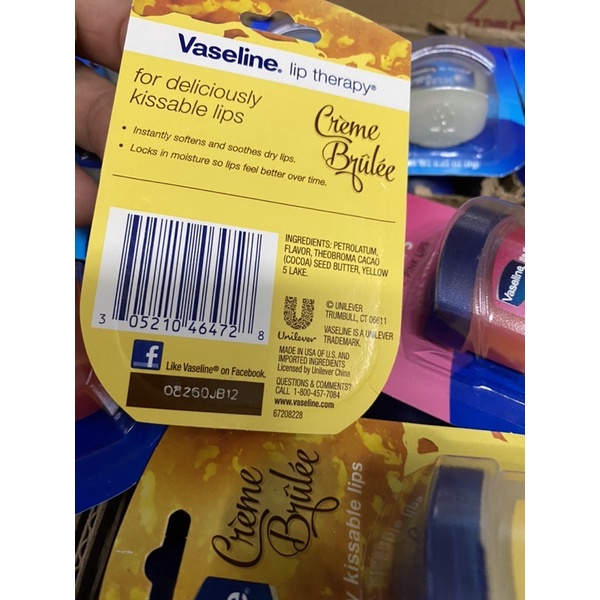 Vaseline. lip therapy®
for deliciously
kissable lips
Crème
Brûlée
• Instantly softens and soothes dry lips.
• Locks in moisture so lips feel better over time.
INGREDIENTS: PETROLATUM,
FLAVOR, THEOBROMA CACAO
(COCOA) SEED BUTTER, YELLOW
5 LAKE.
3 05210 46472 8
Unilever
© UNILEVER
TRUMBULL, CT 06611
VASELINE IS A UNILEVER
TRADEMARK.
MADE IN USA OF U.S. AND
IMPORTED INGREDIENTS
Licensed by Unilever China
f Like Vaseline® on Facebook.
08260JB12
QUESTIONS & COMMENTS?
CALL 1-800-457-7084
www.vaseline.com
67208228
Vaseline
Crème
Brûlée
kissable lips